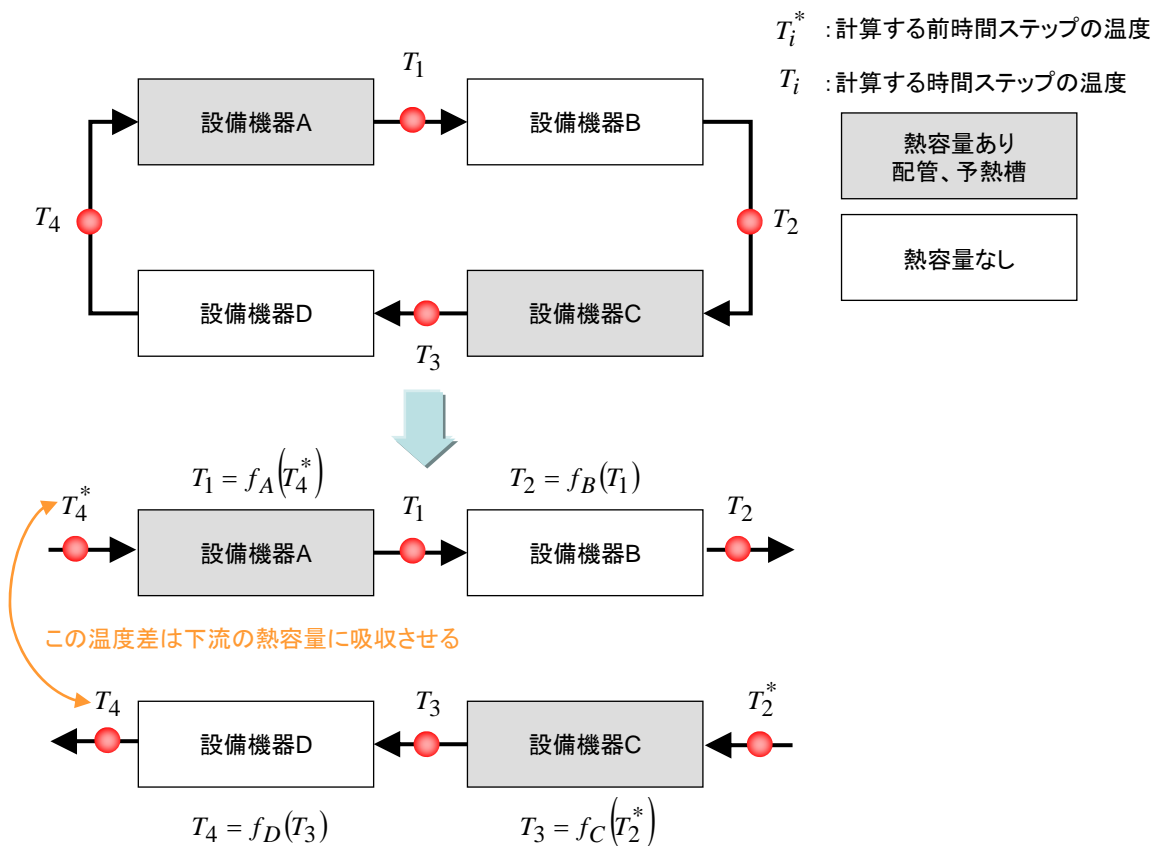 T_i^* :計算する前時間ステップの温度
T_i :計算する時間ステップの温度
T_1
設備機器A
設備機器B
熱容量あり
配管、予熱槽
T_4
T_2
熱容量なし
設備機器D
設備機器C
T_3
T_1 = f_A(T_4^*)
T_2 = f_B(T_1)
T_4^*
T_1
T_2
設備機器A
設備機器B
この温度差は下流の熱容量に吸収させる
T_4
T_3
T_2^*
設備機器D
設備機器C
T_4 = f_D(T_3)
T_3 = f_C(T_2^*)